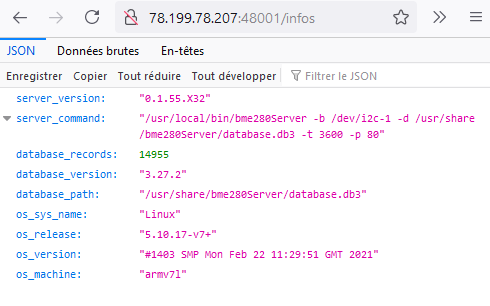 78.199.78.207:48001/infos
JSON Données brutes En-têtes
Enregistrer Copier Tout réduire Tout développer Filtrer le JSON
server_version: "0.1.55.X32"
server_command: "/usr/local/bin/bme280Server -b /dev/i2c-1 -d /usr/share
/bme280Server/database.db3 -t 3600 -p 80"
database_records: 14955
database_version: "3.27.2"
database_path: "/usr/share/bme280Server/database.db3"
os_sys_name: "Linux"
os_release: "5.10.17-v7+"
os_version: "#1403 SMP Mon Feb 22 11:29:51 GMT 2021"
os_machine: "armv7l"